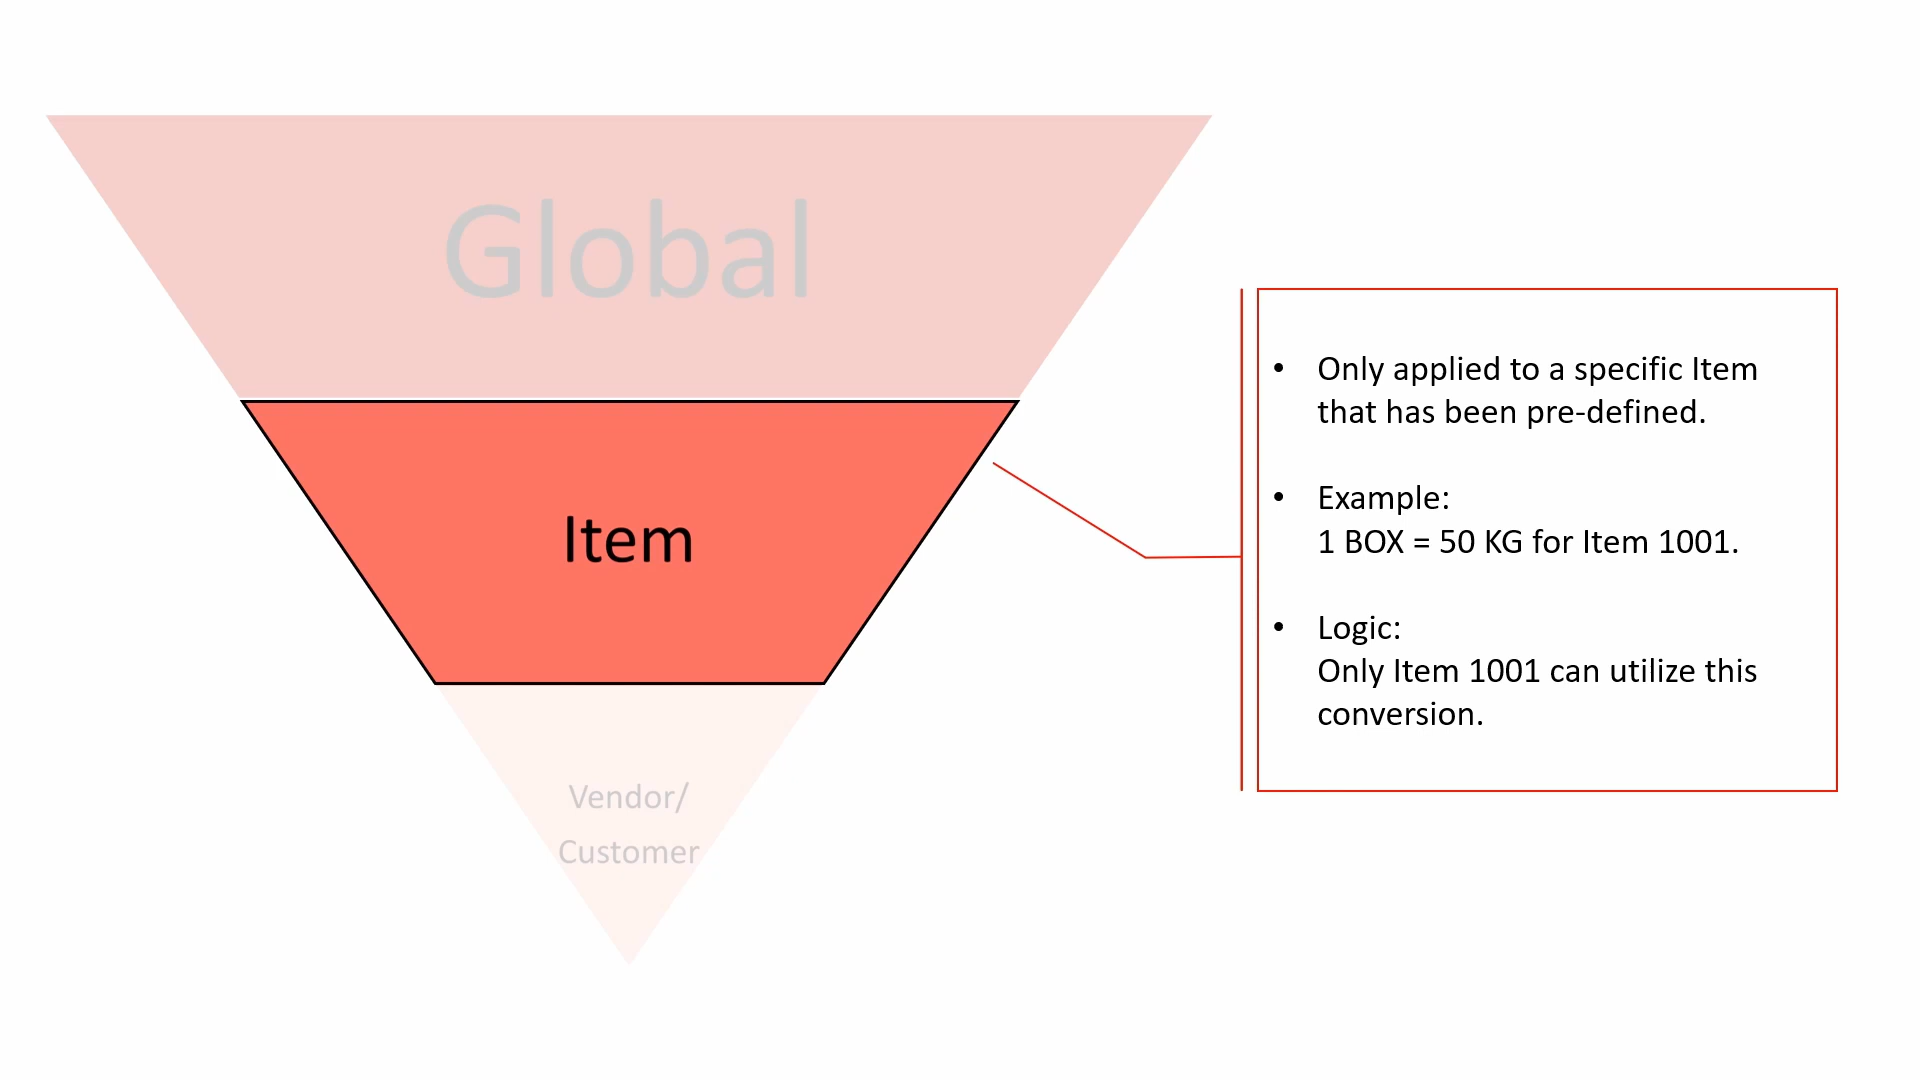 Global
Item
Vendor/
Customer
• Only applied to a specific Item
that has been pre-defined.
• Example:
1 BOX = 50 KG for Item 1001.
• Logic:
Only Item 1001 can utilize this
conversion.